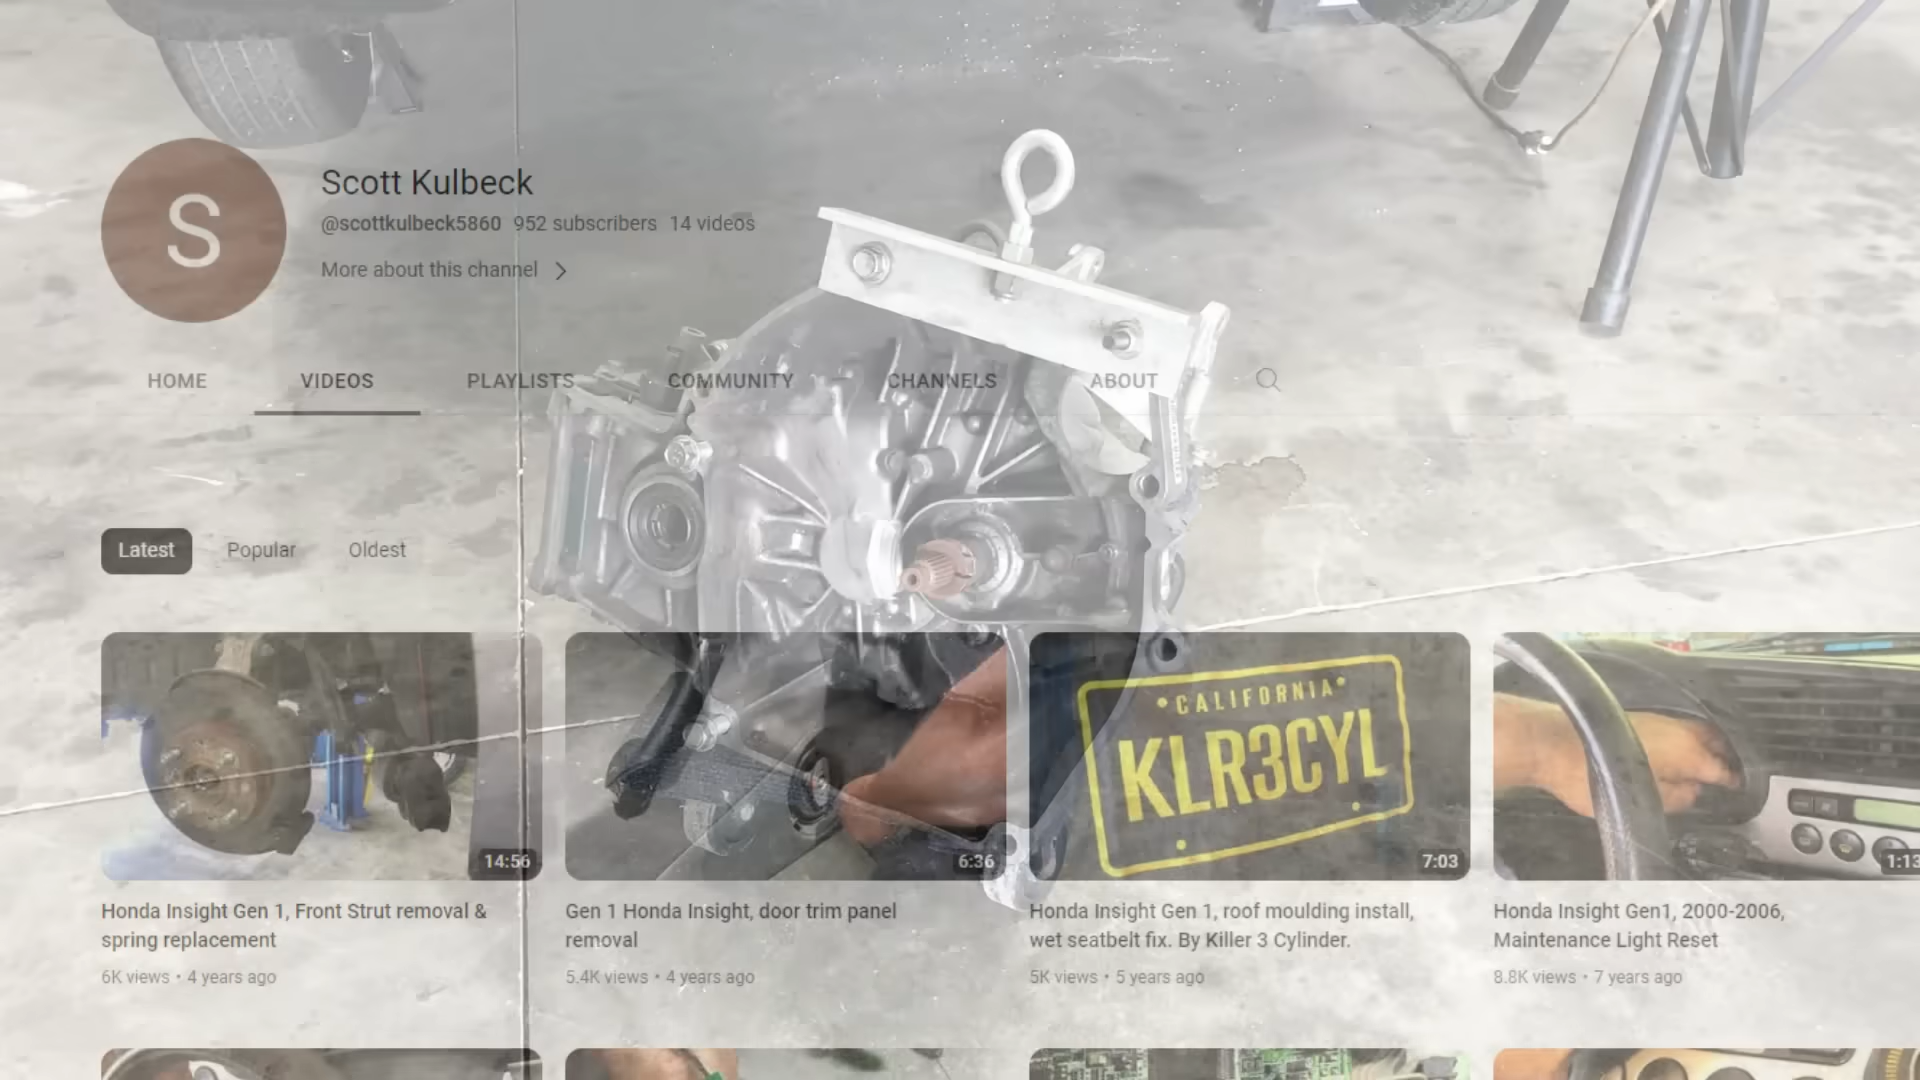 S
Scott Kulbeck
@scottkulbeck5860 952 subscribers 14 videos
More about this channel
HOME VIDEOS PLAYLISTS COMMUNITY CHANNELS ABOUT
Latest Popular Oldest
14:56
6:36
CALIFORNIA
KLR3CYL
7:03
1:13
Honda Insight Gen 1, Front Strut removal &
spring replacement
6K views • 4 years ago
Gen 1 Honda Insight, door trim panel
removal
5.4K views • 4 years ago
Honda Insight Gen 1, roof moulding install,
wet seatbelt fix. By Killer 3 Cylinder.
5K views • 5 years ago
Honda Insight Gen1, 2000-2006,
Maintenance Light Reset
8.8K views • 7 years ago